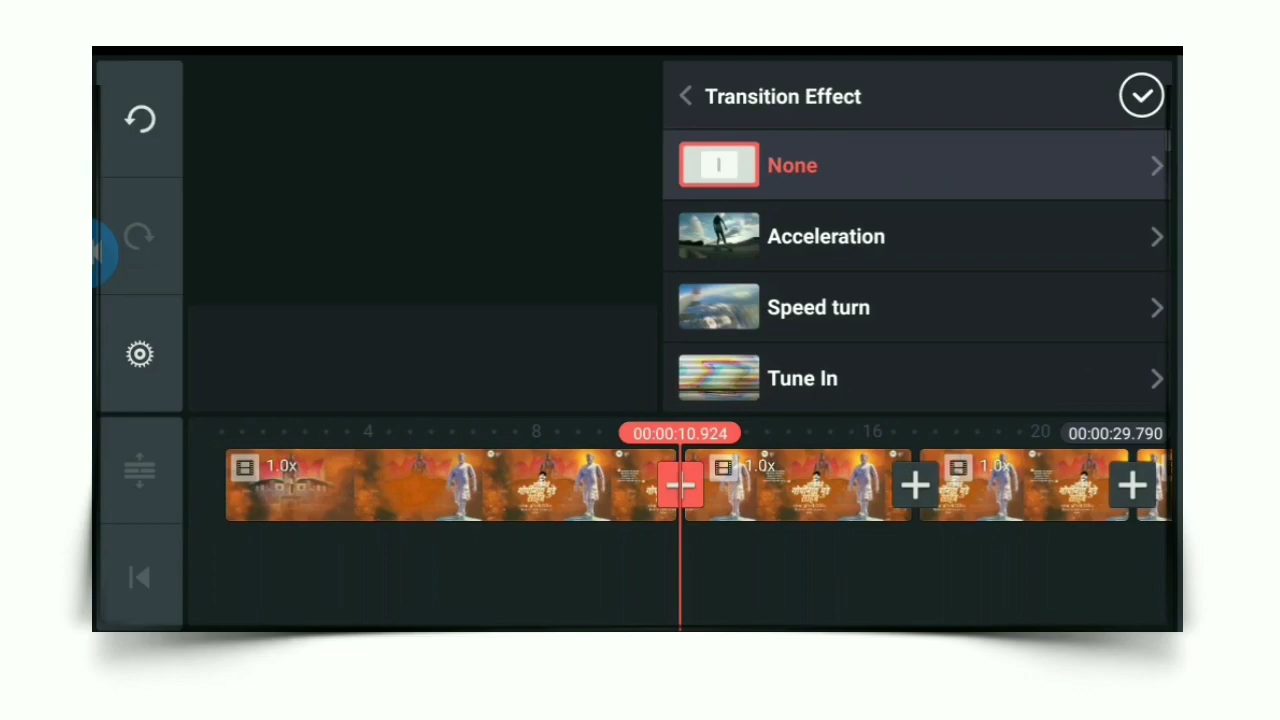 Transition Effect
None
Acceleration
Speed turn
Tune In
4
8
00:00:10.924
16
20
00:00:29.790
1.0x
1.0x
1.0x